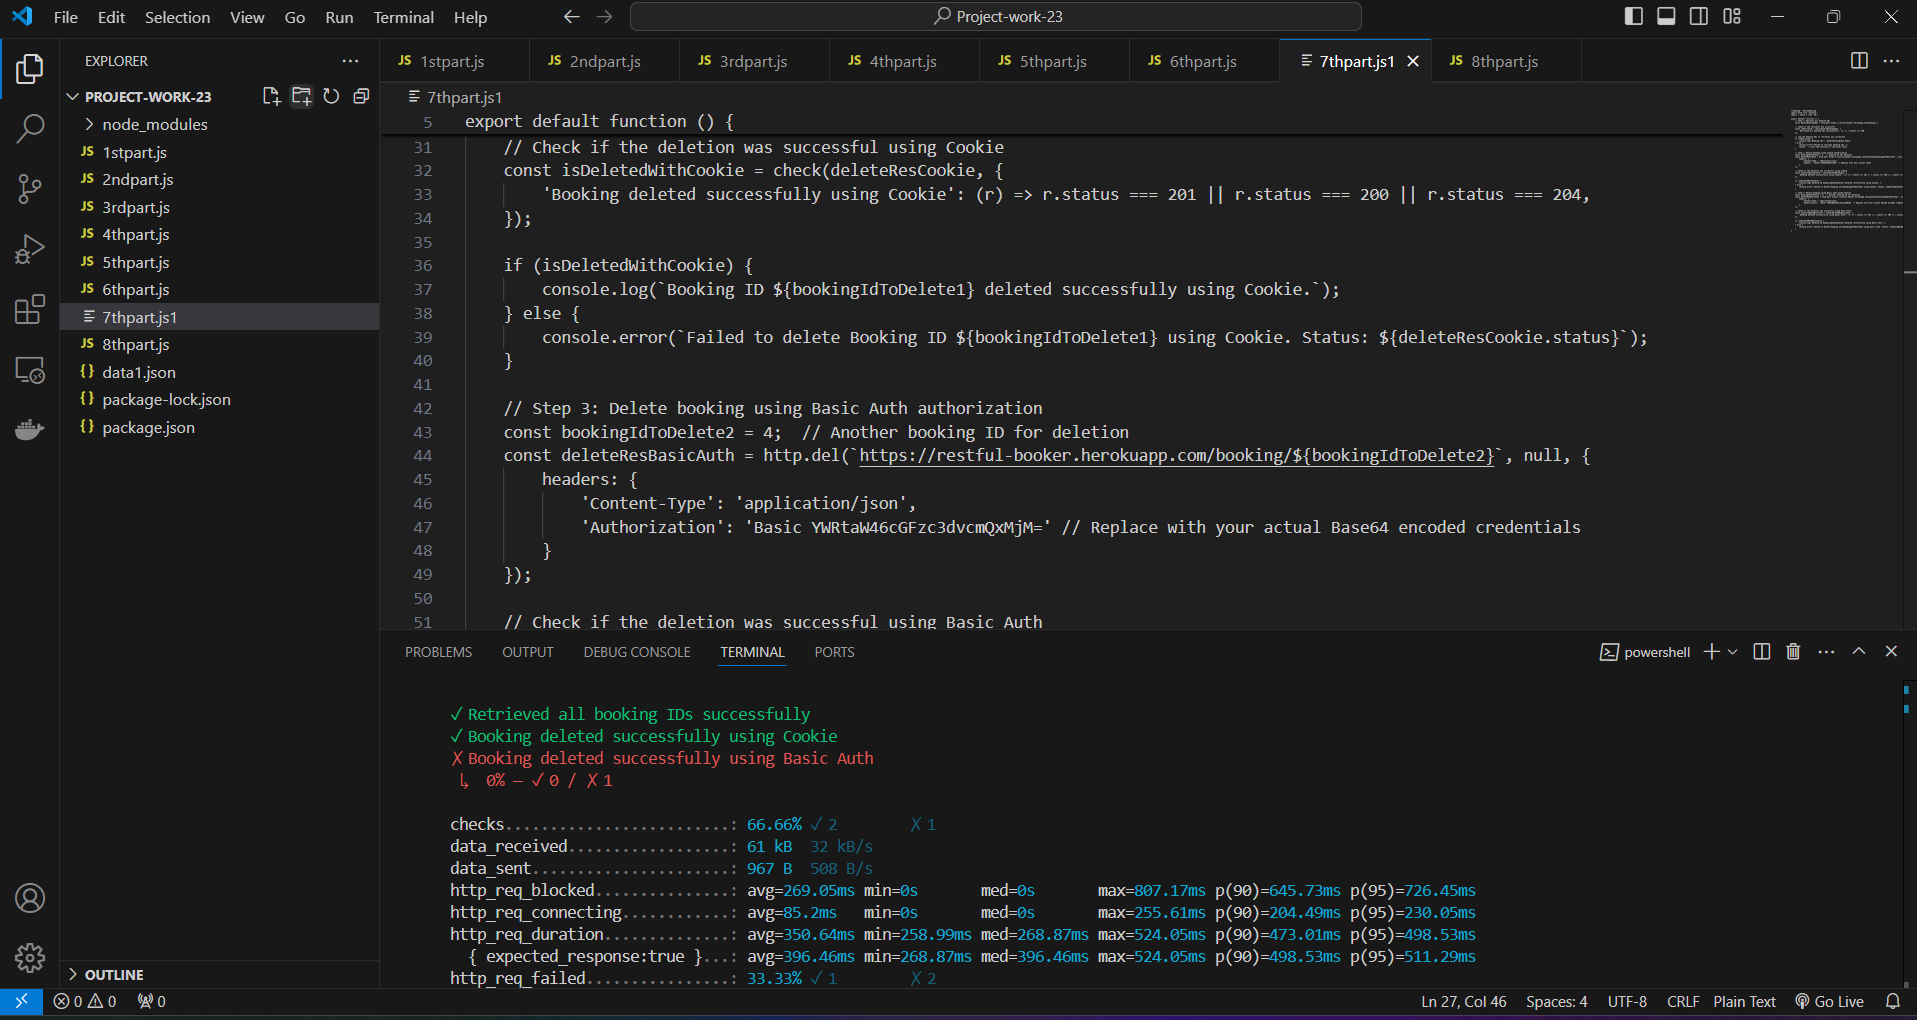 File Edit Selection View Go Run Terminal Help
Project-work-23
EXPLORER
PROJECT-WORK-23
node_modules
JS 1stpart.js
JS 2ndpart.js
JS 3rdpart.js
JS 4thpart.js
JS 5thpart.js
JS 6thpart.js
7thpart.js1
JS 8thpart.js
{} data1.json
{} package-lock.json
{} package.json
OUTLINE
JS 1stpart.js JS 2ndpart.js JS 3rdpart.js JS 4thpart.js JS 5thpart.js JS 6thpart.js 7thpart.js1 JS 8thpart.js
7thpart.js1
5 export default function () {
31 // Check if the deletion was successful using Cookie
32 const isDeletedWithCookie = check(deleteResCookie, {
33 'Booking deleted successfully using Cookie': (r) => r.status === 201 || r.status === 200 || r.status === 204,
34 });
35
36 if (isDeletedWithCookie) {
37 console.log(`Booking ID ${bookingIdToDelete1} deleted successfully using Cookie.`);
38 } else {
39 console.error(`Failed to delete Booking ID ${bookingIdToDelete1} using Cookie. Status: ${deleteResCookie.status}`);
40 }
41
42 // Step 3: Delete booking using Basic Auth authorization
43 const bookingIdToDelete2 = 4; // Another booking ID for deletion
44 const deleteResBasicAuth = http.del(`https://restful-booker.herokuapp.com/booking/${bookingIdToDelete2}`, null, {
45 headers: {
46 'Content-Type': 'application/json',
47 'Authorization': 'Basic YWRtaW46cGFzc3dvcmQxMjM=' // Replace with your actual Base64 encoded credentials
48 }
49 });
50
51 // Check if the deletion was successful using Basic Auth
PROBLEMS OUTPUT DEBUG CONSOLE TERMINAL PORTS
powershell
✓ Retrieved all booking IDs successfully
✓ Booking deleted successfully using Cookie
✗ Booking deleted successfully using Basic Auth
↳ 0% — ✓ 0 / ✗ 1
checks.........................: 66.66% ✓ 2 ✗ 1
data_received..................: 61 kB 32 kB/s
data_sent......................: 967 B 508 B/s
http_req_blocked...............: avg=269.05ms min=0s med=0s max=807.17ms p(90)=645.73ms p(95)=726.45ms
http_req_connecting............: avg=85.2ms min=0s med=0s max=255.61ms p(90)=204.49ms p(95)=230.05ms
http_req_duration..............: avg=350.64ms min=258.99ms med=268.87ms max=524.05ms p(90)=473.01ms p(95)=498.53ms
{ expected_response:true }...: avg=396.46ms min=268.87ms med=396.46ms max=524.05ms p(90)=498.53ms p(95)=511.29ms
http_req_failed................: 33.33% ✓ 1 ✗ 2
0 0 0
Ln 27, Col 46 Spaces: 4 UTF-8 CRLF Plain Text Go Live